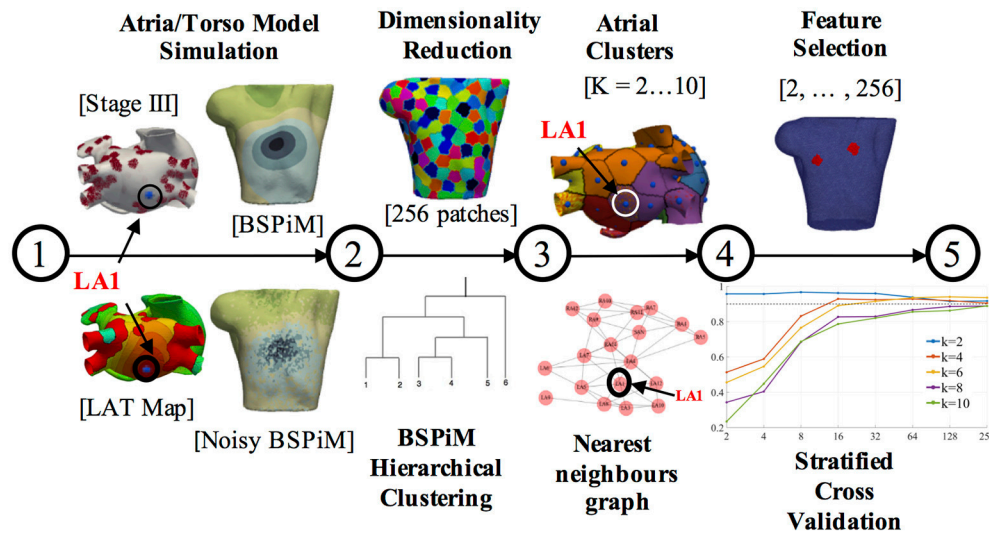 Atria/Torso Model
Simulation
Dimensionality
Reduction
Atrial
Clusters
Feature
Selection
[Stage III]
[K = 2…10]
[2, … , 256]
LA1
[BSPiM]
[256 patches]
1
2
3
4
5
LA1
[LAT Map]
[Noisy BSPiM]
1
2
3
4
5
6
BSPiM
Hierarchical
Clustering
LA7
LA1
LA1
Nearest
neighbours
graph
1
0.8
0.6
0.4
0.2
2
4
8
16
32
64
128
25
k=2
k=4
k=6
k=8
k=10
Stratified
Cross
Validation